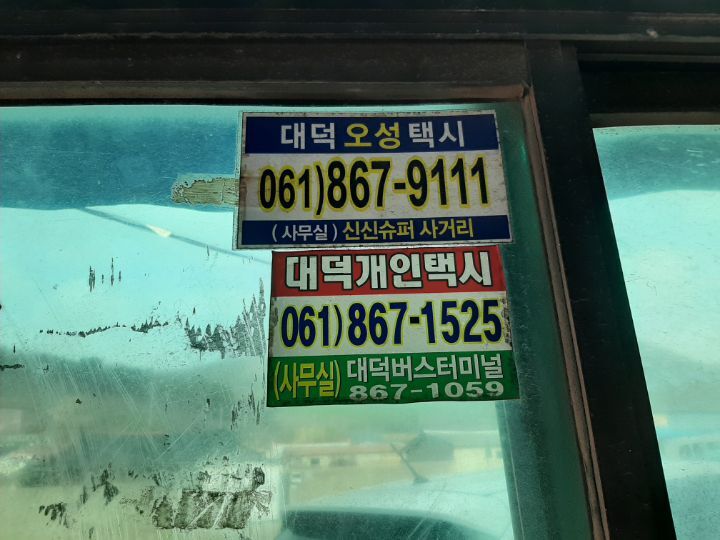 대덕 오성 택시
061)867-9111
(사무실) 신신슈퍼 사거리
대덕개인택시
061)867-1525
(사무실) 대덕버스터미널
867-1059